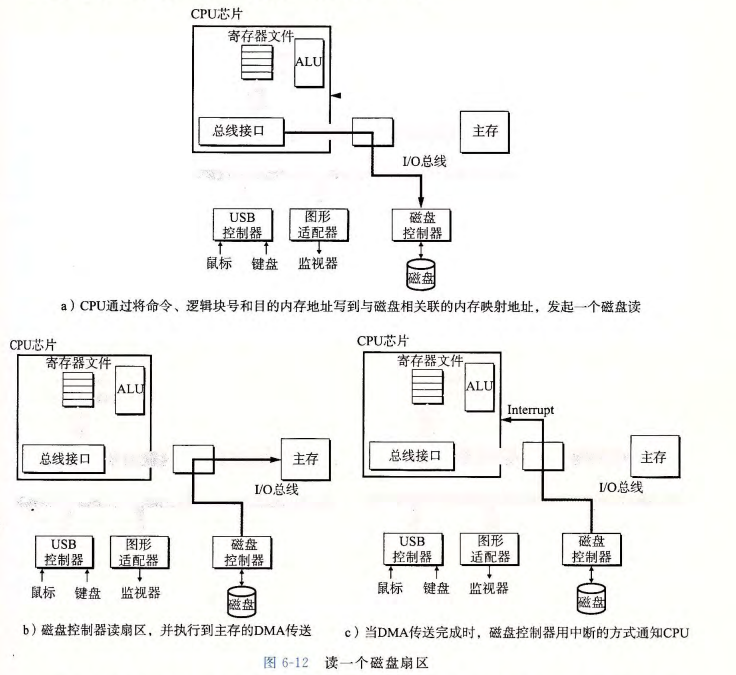 CPU芯片
寄存器文件
ALU
总线接口
主存
I/O总线
USB
控制器
图形
适配器
磁盘
控制器
鼠标
键盘
监视器
磁盘
a）CPU通过将命令、逻辑块号和目的内存地址写到与磁盘相关联的内存映射地址，发起一个磁盘读
CPU芯片
寄存器文件
ALU
总线接口
主存
I/O总线
USB
控制器
图形
适配器
磁盘
控制器
鼠标
键盘
监视器
磁盘
b）磁盘控制器读扇区，并执行到主存的DMA传送
CPU芯片
寄存器文件
ALU
Interrupt
总线接口
主存
I/O总线
USB
控制器
图形
适配器
磁盘
控制器
鼠标
键盘
监视器
磁盘
c）当DMA传送完成时，磁盘控制器用中断的方式通知CPU
图 6-12 读一个磁盘扇区